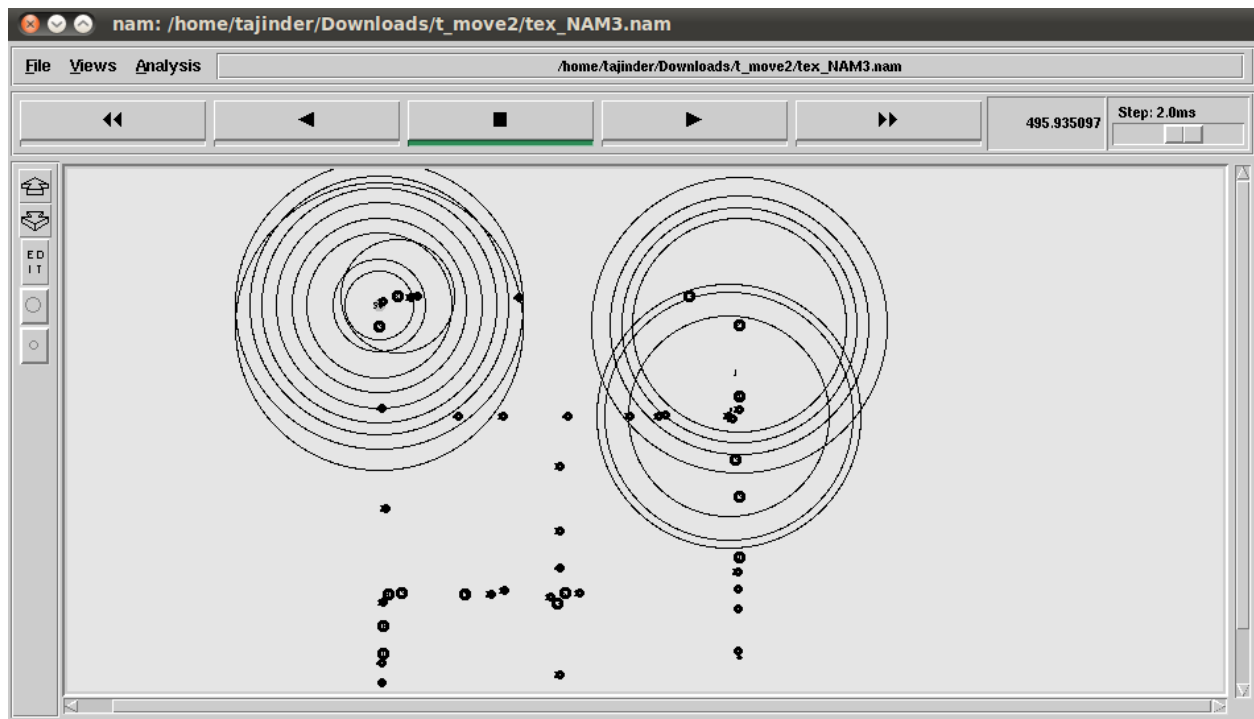 nam: /home/tajinder/Downloads/t_move2/tex_NAM3.nam
File Views Analysis /home/tajinder/Downloads/t_move2/tex_NAM3.nam
495.935097 Step: 2.0ms
ED
IT